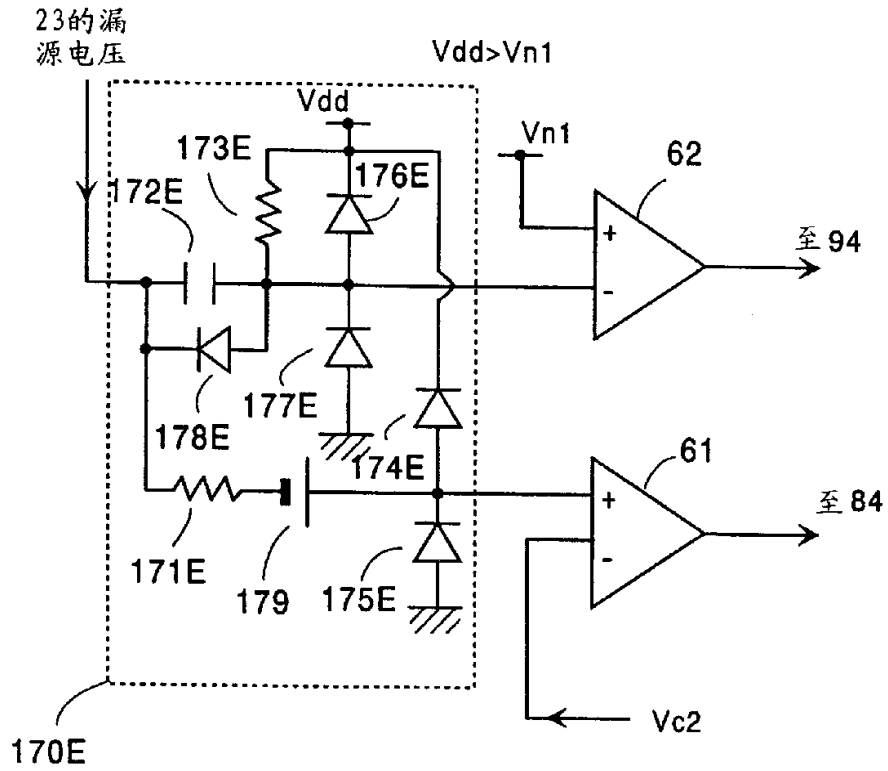 23的漏
源电压
Vdd>Vn1
Vdd
Vn1
173E
176E
62
172E
+
至 94
-
177E
178E
174E
61
+
至 84
171E
-
179
175E
Vc2
170E